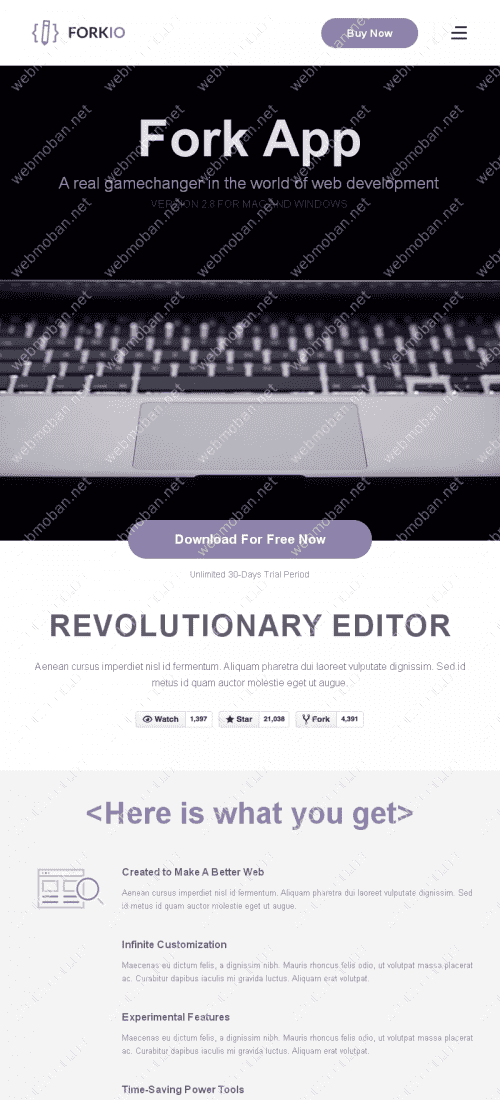 FORKIO
Buy Now
Fork App
A real gamechanger in the world of web development
VERSION 2.8 FOR MAC AND WINDOWS
Download For Free Now
Unlimited 30-Days Trial Period
REVOLUTIONARY EDITOR
Aenean cursus imperdiet nisl id fermentum. Aliquam pharetra dui laoreet vulputate dignissim. Sed id
metus id quam auctor molestie eget ut augue.
Watch 1,397 Star 21,038 Fork 4,391
<Here is what you get>
Created to Make A Better Web
Aenean cursus imperdiet nisl id fermentum. Aliquam pharetra dui laoreet vulputate dignissim. Sed
id metus id quam auctor molestie eget ut augue.
Infinite Customization
Maecenas eu dictum felis, a dignissim nibh. Mauris rhoncus felis odio, ut volutpat massa placerat
ac. Curabitur dapibus iaculis mi gravida luctus. Aliquam erat volutpat.
Experimental Features
Maecenas eu dictum felis, a dignissim nibh. Mauris rhoncus felis odio, ut volutpat massa placerat
ac. Curabitur dapibus iaculis mi gravida luctus. Aliquam erat volutpat.
Time-Saving Power Tools
webmoban.net